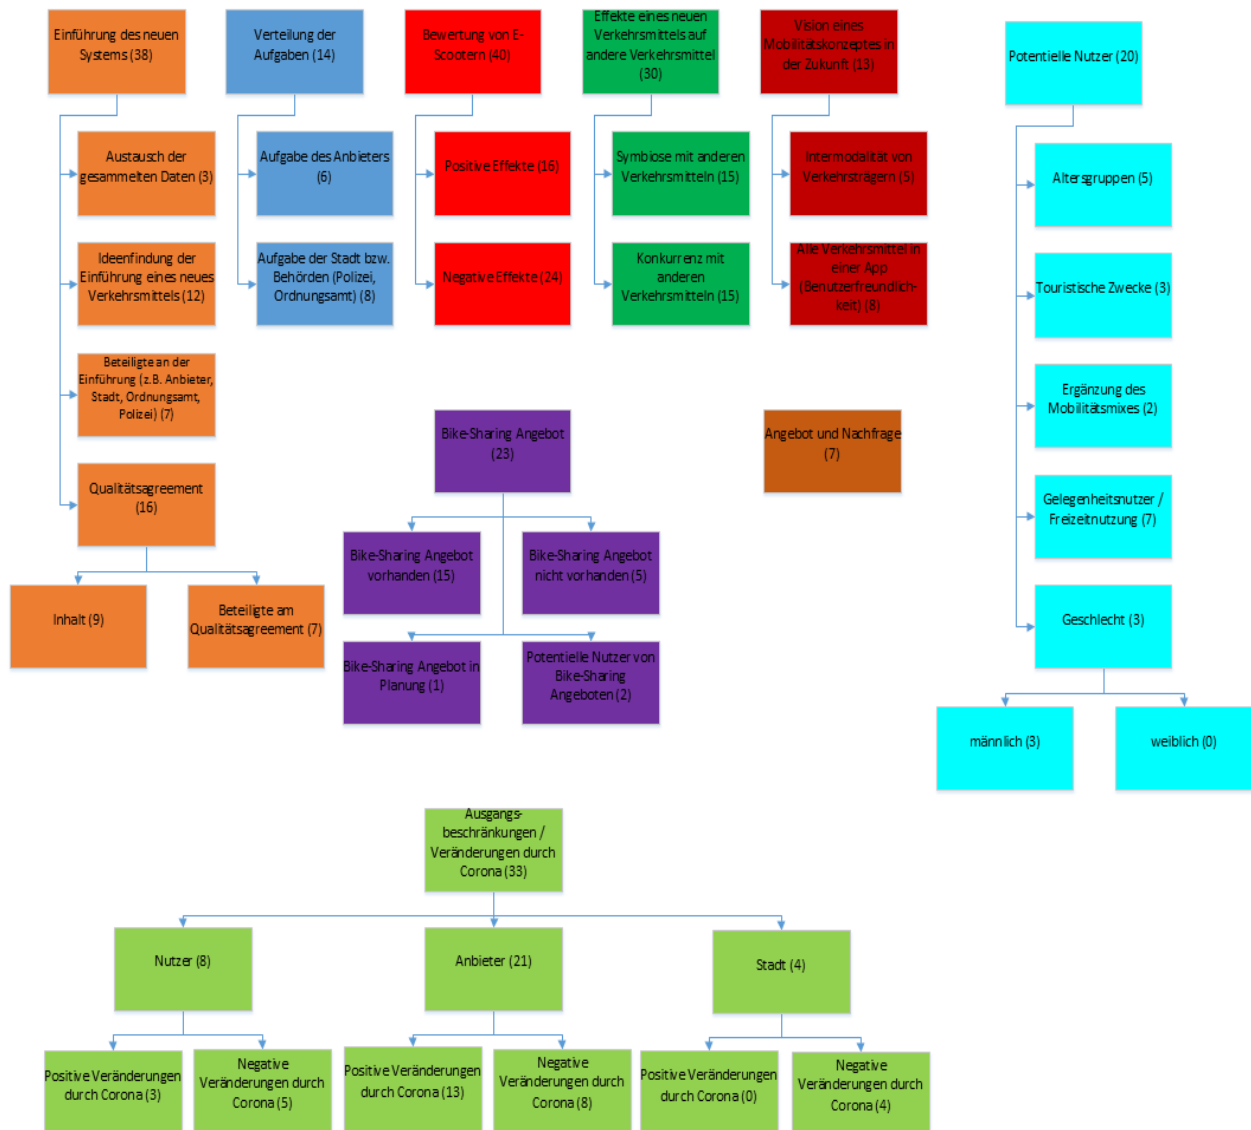 Einführung des neuen
Systems (38)
Verteilung der
Aufgaben (14)
Bewertung von E-
Scootern (40)
Effekte eines neuen
Verkehrsmittels auf
andere Verkehrsmittel
(30)
Vision eines
Mobilitätskonzeptes in
der Zukunft (13)
Potentielle Nutzer (20)
Austausch der
gesammelten Daten (3)
Aufgabe des Anbieters
(6)
Positive Effekte (16)
Symbiose mit anderen
Verkehrsmitteln (15)
Intermodalität von
Verkehrsträgern (5)
Altersgruppen (5)
Ideenfindung der
Einführung eines neues
Verkehrsmittels (12)
Aufgabe der Stadt bzw.
Behörden (Polizei,
Ordnungsamt) (8)
Negative Effekte (24)
Konkurrenz mit
anderen
Verkehrsmitteln (15)
Alle Verkehrsmittel in
einer App
(Benutzerfreundlich-
keit) (8)
Touristische Zwecke (3)
Beteiligte an der
Einführung (z.B. Anbieter,
Stadt, Ordnungsamt,
Polizei) (7)
Ergänzung des
Mobilitätsmixes (2)
Bike-Sharing Angebot
(23)
Angebot und Nachfrage
(7)
Qualitätsagreement
(16)
Gelegenheitsnutzer /
Freizeitnutzung (7)
Bike-Sharing Angebot
vorhanden (15)
Bike-Sharing Angebot
nicht vorhanden (5)
Inhalt (9)
Beteiligte am
Qualitätsagreement (7)
Geschlecht (3)
Bike-Sharing Angebot in
Planung (1)
Potentielle Nutzer von
Bike-Sharing
Angeboten (2)
männlich (3)
weiblich (0)
Ausgangs-
beschränkungen /
Veränderungen durch
Corona (33)
Nutzer (8)
Anbieter (21)
Stadt (4)
Positive Veränderungen
durch Corona (3)
Negative
Veränderungen durch
Corona (5)
Positive Veränderungen
durch Corona (13)
Negative
Veränderungen durch
Corona (8)
Positive Veränderungen
durch Corona (0)
Negative
Veränderungen durch
Corona (4)